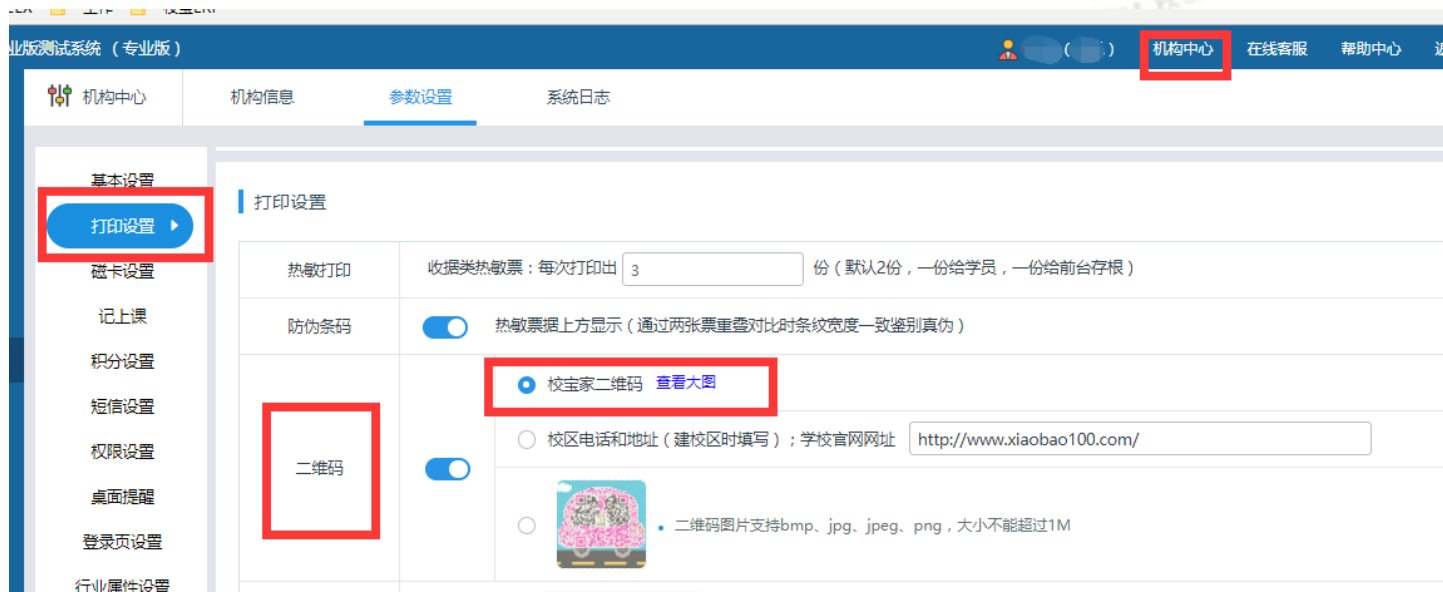 工作 校宝ERP
业版测试系统（专业版） ( ) 机构中心 在线客服 帮助中心
机构中心 机构信息 参数设置 系统日志
基本设置
打印设置
磁卡设置
记上课
积分设置
短信设置
权限设置
桌面提醒
登录页设置
行业属性设置
打印设置
热敏打印 收据类热敏票：每次打印出 3 份（默认2份，一份给学员，一份给前台存根）
防伪条码 热敏票据上方显示（通过两张票重叠对比时条纹宽度一致鉴别真伪）
二维码
校宝家二维码 查看大图
校区电话和地址（建校区时填写）；学校官网网址 http://www.xiaobao100.com/
• 二维码图片支持bmp、jpg、jpeg、png，大小不能超过1M